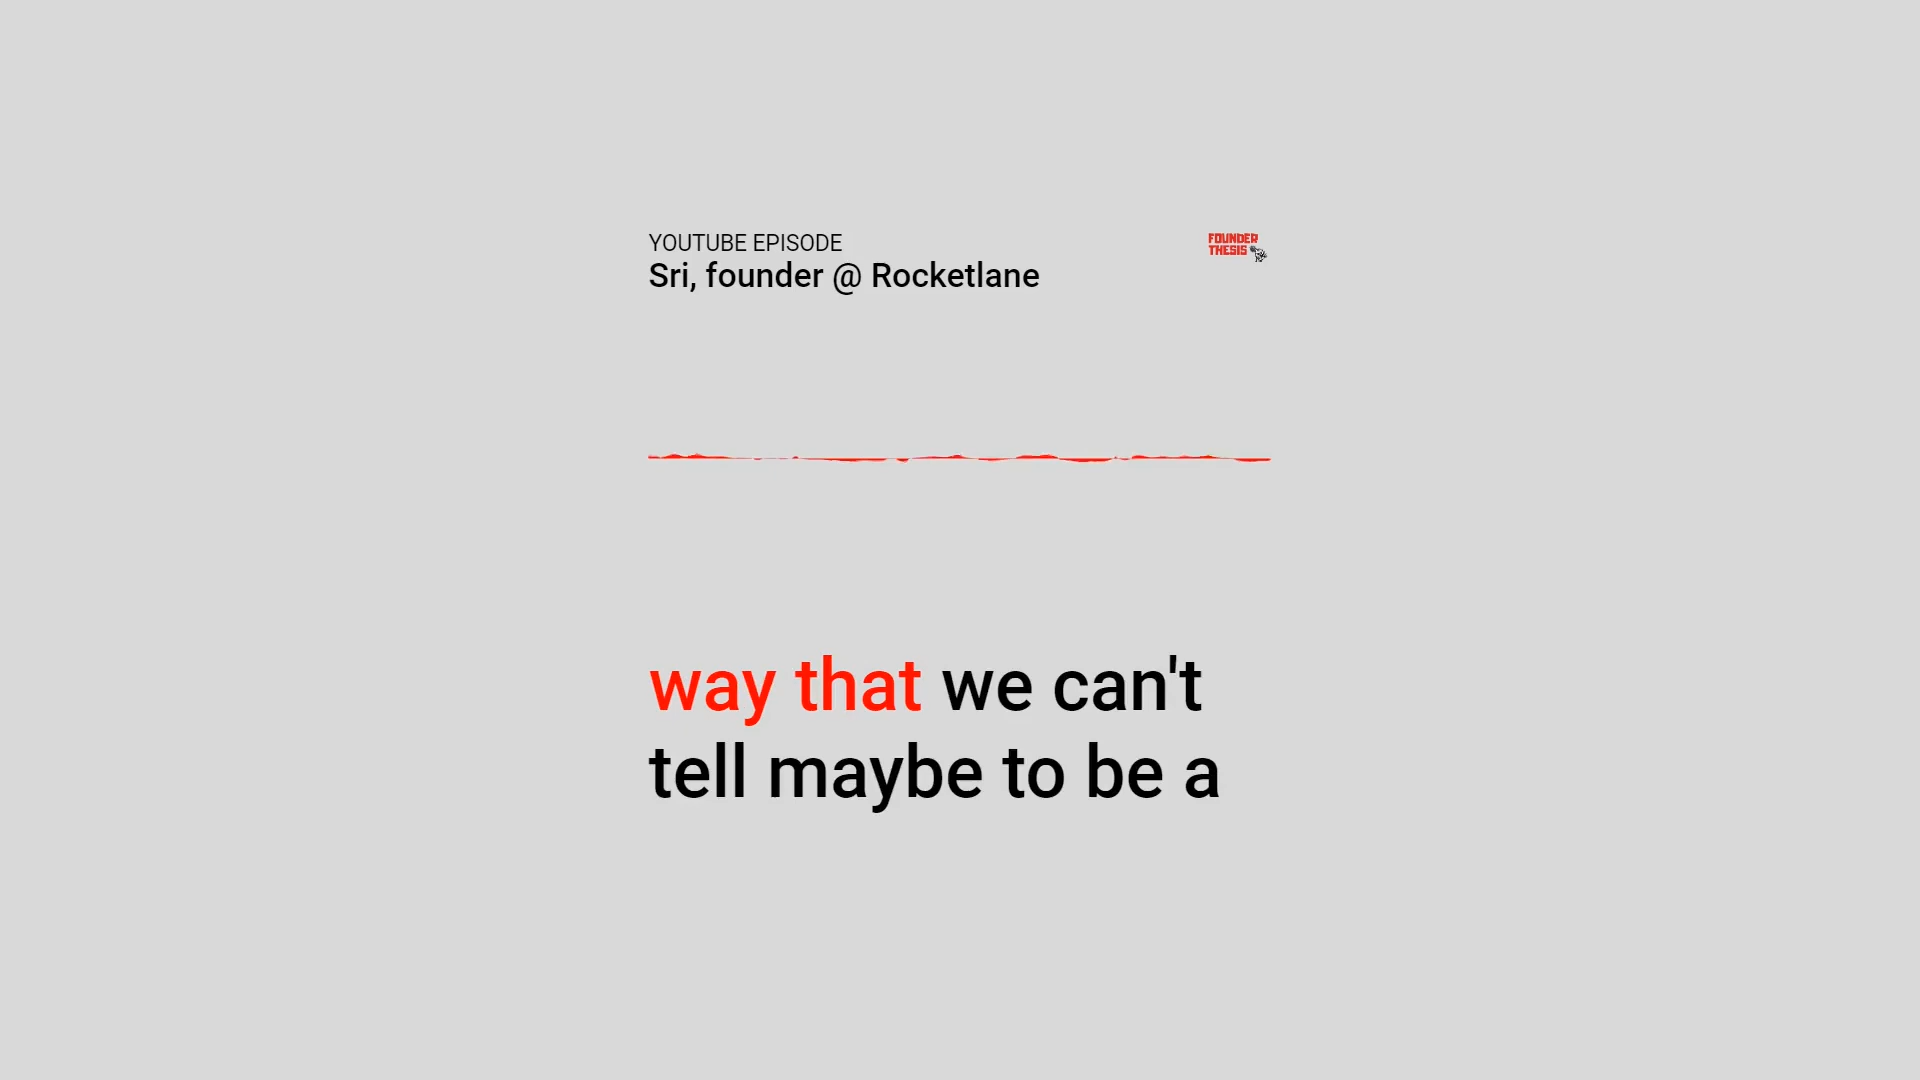 YOUTUBE EPISODE
Sri, founder @ Rocketlane
FOUNDER
THESIS
way that we can't
tell maybe to be a